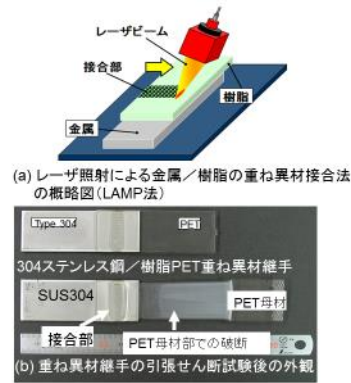 レーザビーム
接合部
樹脂
金属
(a) レーザ照射による金属／樹脂の重ね異材接合法
の概略図(LAMP法)
Type 304
PET
304ステンレス鋼／樹脂PET重ね異材継手
SUS304
PET母材
接合部
PET母材部での破断
(b) 重ね異材継手の引張せん断試験後の外観